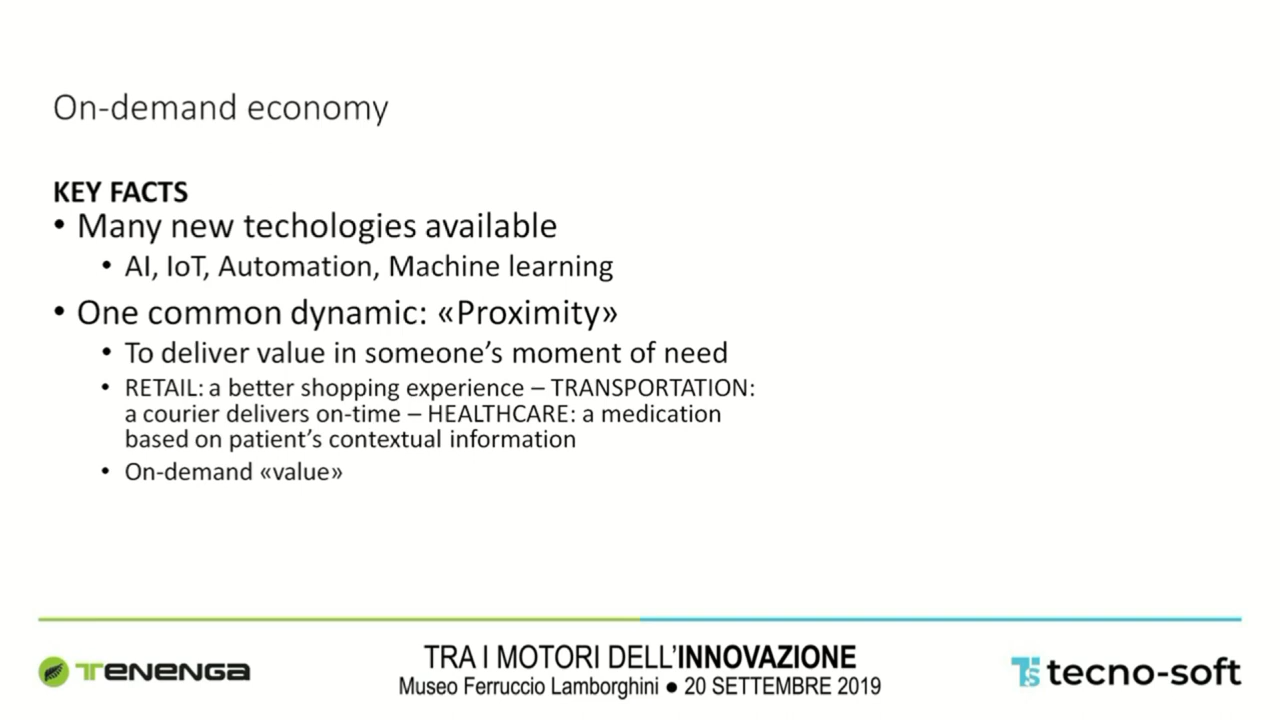 On-demand economy
KEY FACTS
• Many new techologies available
• AI, IoT, Automation, Machine learning
• One common dynamic: «Proximity»
• To deliver value in someone’s moment of need
• RETAIL: a better shopping experience – TRANSPORTATION:
a courier delivers on-time – HEALTHCARE: a medication
based on patient’s contextual information
• On-demand «value»
TENENGA
TRA I MOTORI DELL’INNOVAZIONE
Museo Ferruccio Lamborghini ● 20 SETTEMBRE 2019
Ts tecno-soft